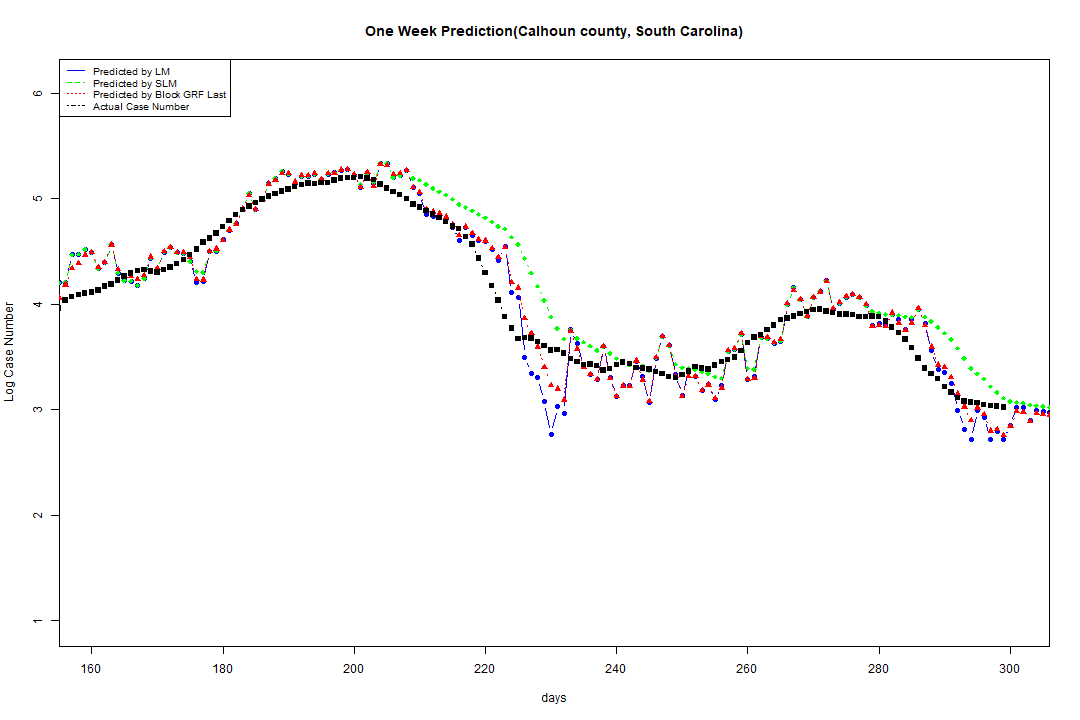 One Week Prediction(Calhoun county, South Carolina)
Predicted by LM
Predicted by SLM
Predicted by Block GRF Last
Actual Case Number
Log Case Number
6
5
4
3
2
1
160 180 200 220 240 260 280 300
days